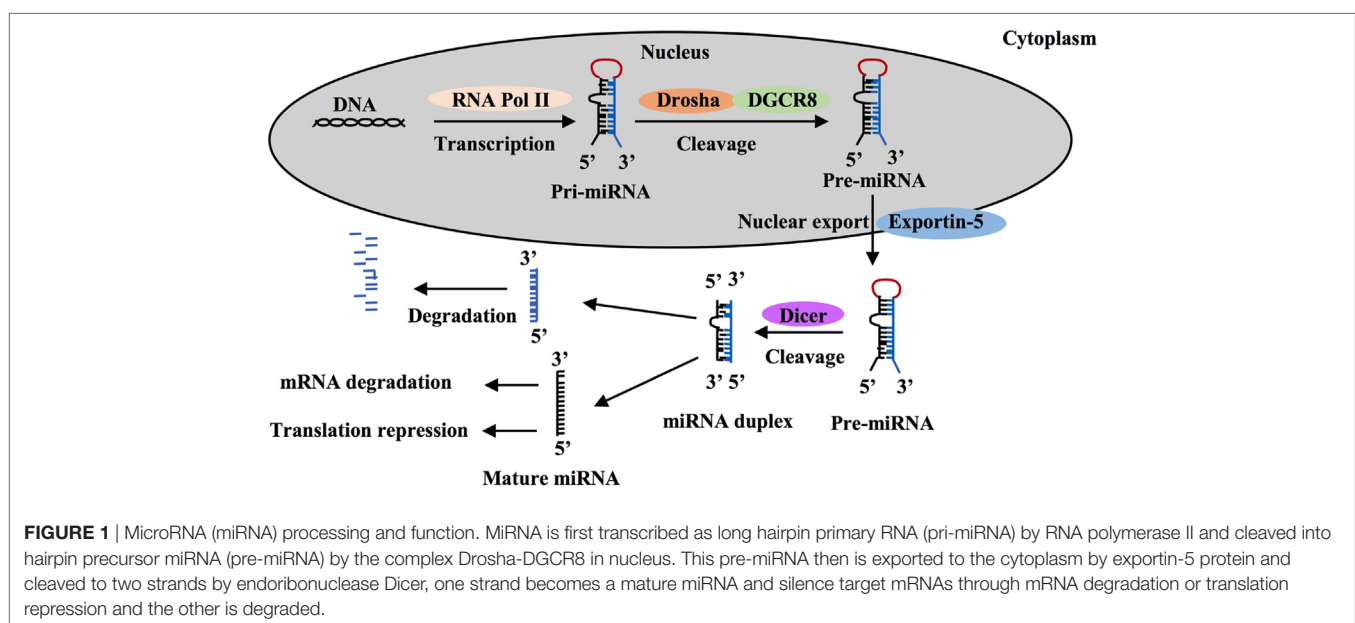 Cytoplasm
Nucleus
DNA
RNA Pol II
Drosha
DGCR8
Transcription
Cleavage
5’ 3’
5’ 3’
Pri-miRNA
Pre-miRNA
Nuclear export
Exportin-5
3’
5’ 3’
Degradation
5’
Dicer
Cleavage
3’ 5’
5’ 3’
3’
mRNA degradation
miRNA duplex
Pre-miRNA
Translation repression
5’
Mature miRNA
FIGURE 1 | MicroRNA (miRNA) processing and function. MiRNA is first transcribed as long hairpin primary RNA (pri-miRNA) by RNA polymerase II and cleaved into
hairpin precursor miRNA (pre-miRNA) by the complex Drosha-DGCR8 in nucleus. This pre-miRNA then is exported to the cytoplasm by exportin-5 protein and
cleaved to two strands by endoribonuclease Dicer, one strand becomes a mature miRNA and silence target mRNAs through mRNA degradation or translation
repression and the other is degraded.